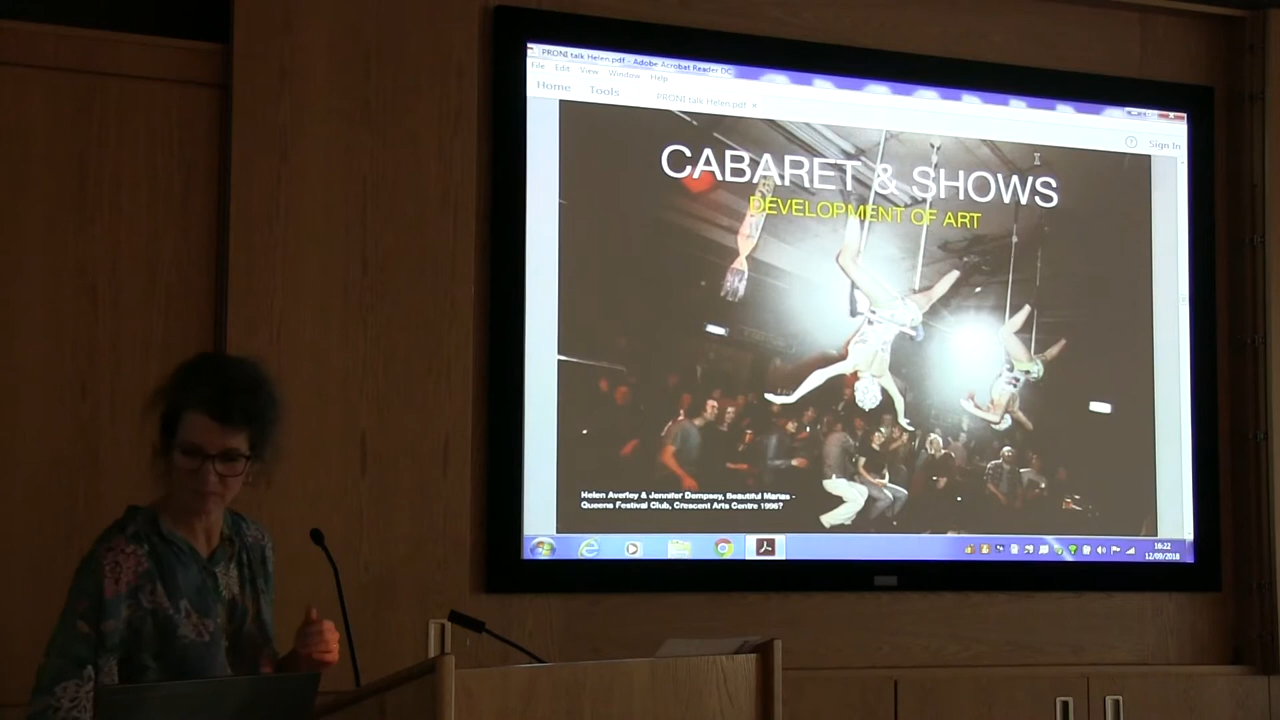 PRONI talk Helen.pdf - Adobe Acrobat Reader DC
File Edit View Window Help
Home Tools PRONI talk Helen.pdf ×
? Sign In
CABARET & SHOWS
DEVELOPMENT OF ART
Helen Averley & Jennifer Dempsey, Beautiful Marias -
Queens Festival Club, Crescent Arts Centre 1996?
16:22
12/09/2018